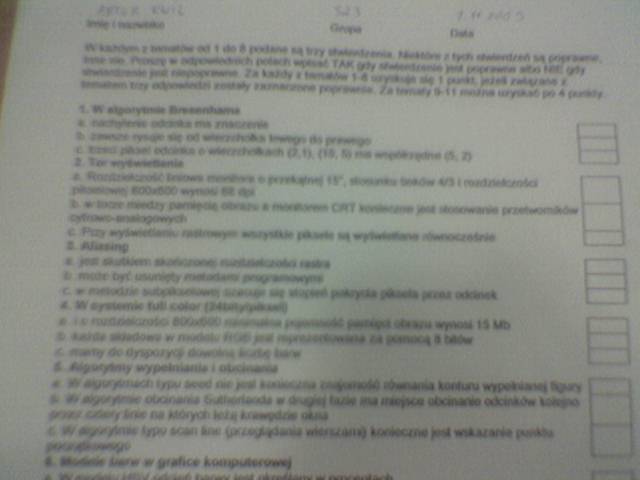 Imię i nazwisko Grupa Data
W każdym z tematów od 1 do 8 podane są trzy stwierdzenia. Niektóre z tych stwierdzeń są poprawne,
inne nie. Proszę w odpowiednich polach wpisać TAK gdy stwierdzenie jest poprawne albo NIE gdy
stwierdzenie jest niepoprawne. Za każdy z tematów 1-8 uzyskuje się 1 punkt, jeżeli związane z
tematem trzy odpowiedzi zostały zaznaczone poprawnie. Za tematy 9-11 można uzyskać po 4 punkty.
1. W algorytmie Bresenhama
a. nachylenie odcinka ma znaczenie
b. zawsze rysuje się od wierzchołka lewego do prawego
c. trzeci piksel odcinka o wierzchołkach (2,1), (10, 5) ma współrzędne (5, 2)
2. Tor wyświetlania
a. Rozdzielczość liniowa monitora o przekątnej 15", stosunku boków 4/3 i rozdzielczości
pikselowej 800x600 wynosi 68 dpi
b. w torze między pamięcią obrazu a monitorem CRT konieczne jest stosowanie przetworników
cyfrowo-analogowych
c. Przy wyświetlaniu rastrowym wszystkie piksele są wyświetlane równocześnie
3. Aliasing
a. jest skutkiem skończonej rozdzielczości rastra
b. może być usunięty metodami programowymi
c. w metodzie subpikselowej szacuje się stopień pokrycia piksela przez odcinek
4. W systemie full color (24bity/piksel)
a. i o rozdzielczości 800x600 minimalna pojemność pamięci obrazu wynosi 15 Mb
b. każda składowa w modelu RGB jest reprezentowana za pomocą 8 bitów
c. mamy do dyspozycji dowolną liczbę barw
5. Algorytmy wypełniania i obcinania
a. W algorytmach typu seed nie jest konieczna znajomość równania konturu wypełnianej figury
b. W algorytmie obcinania Sutherlanda w drugiej fazie ma miejsce obcinanie odcinków kolejno
przez cztery linie na których leżą krawędzie okna
c. W algorytmie typu scan line (przeglądania wierszami) konieczne jest wskazanie punktu
początkowego
6. Modele barw w grafice komputerowej
a. W modelu HSV odcień barwy jest określany w procentach